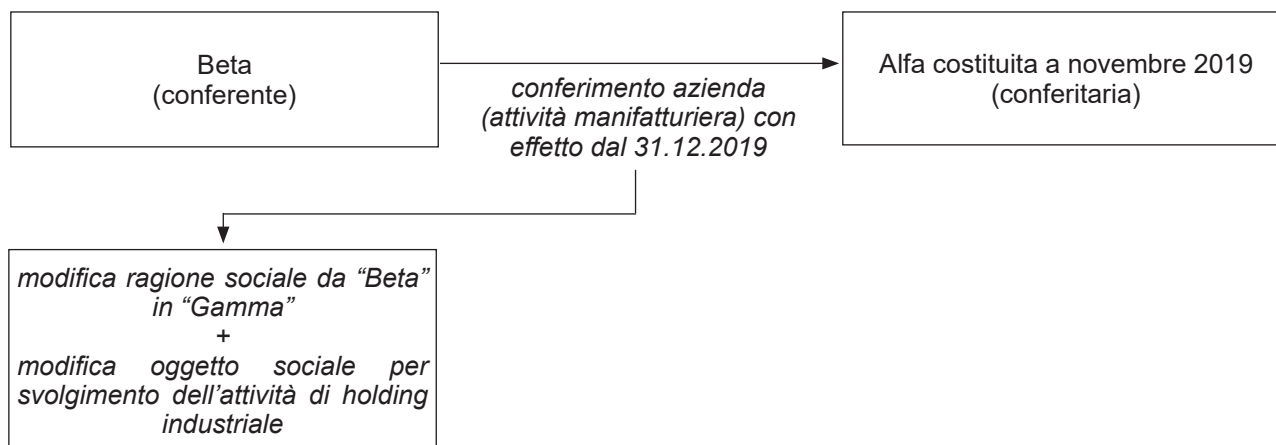 Beta
(conferente)
conferimento azienda
(attività manifatturiera) con
effetto dal 31.12.2019
Alfa costituita a novembre 2019
(conferitaria)
modifica ragione sociale da “Beta”
in “Gamma”
+
modifica oggetto sociale per
svolgimento dell’attività di holding
industriale